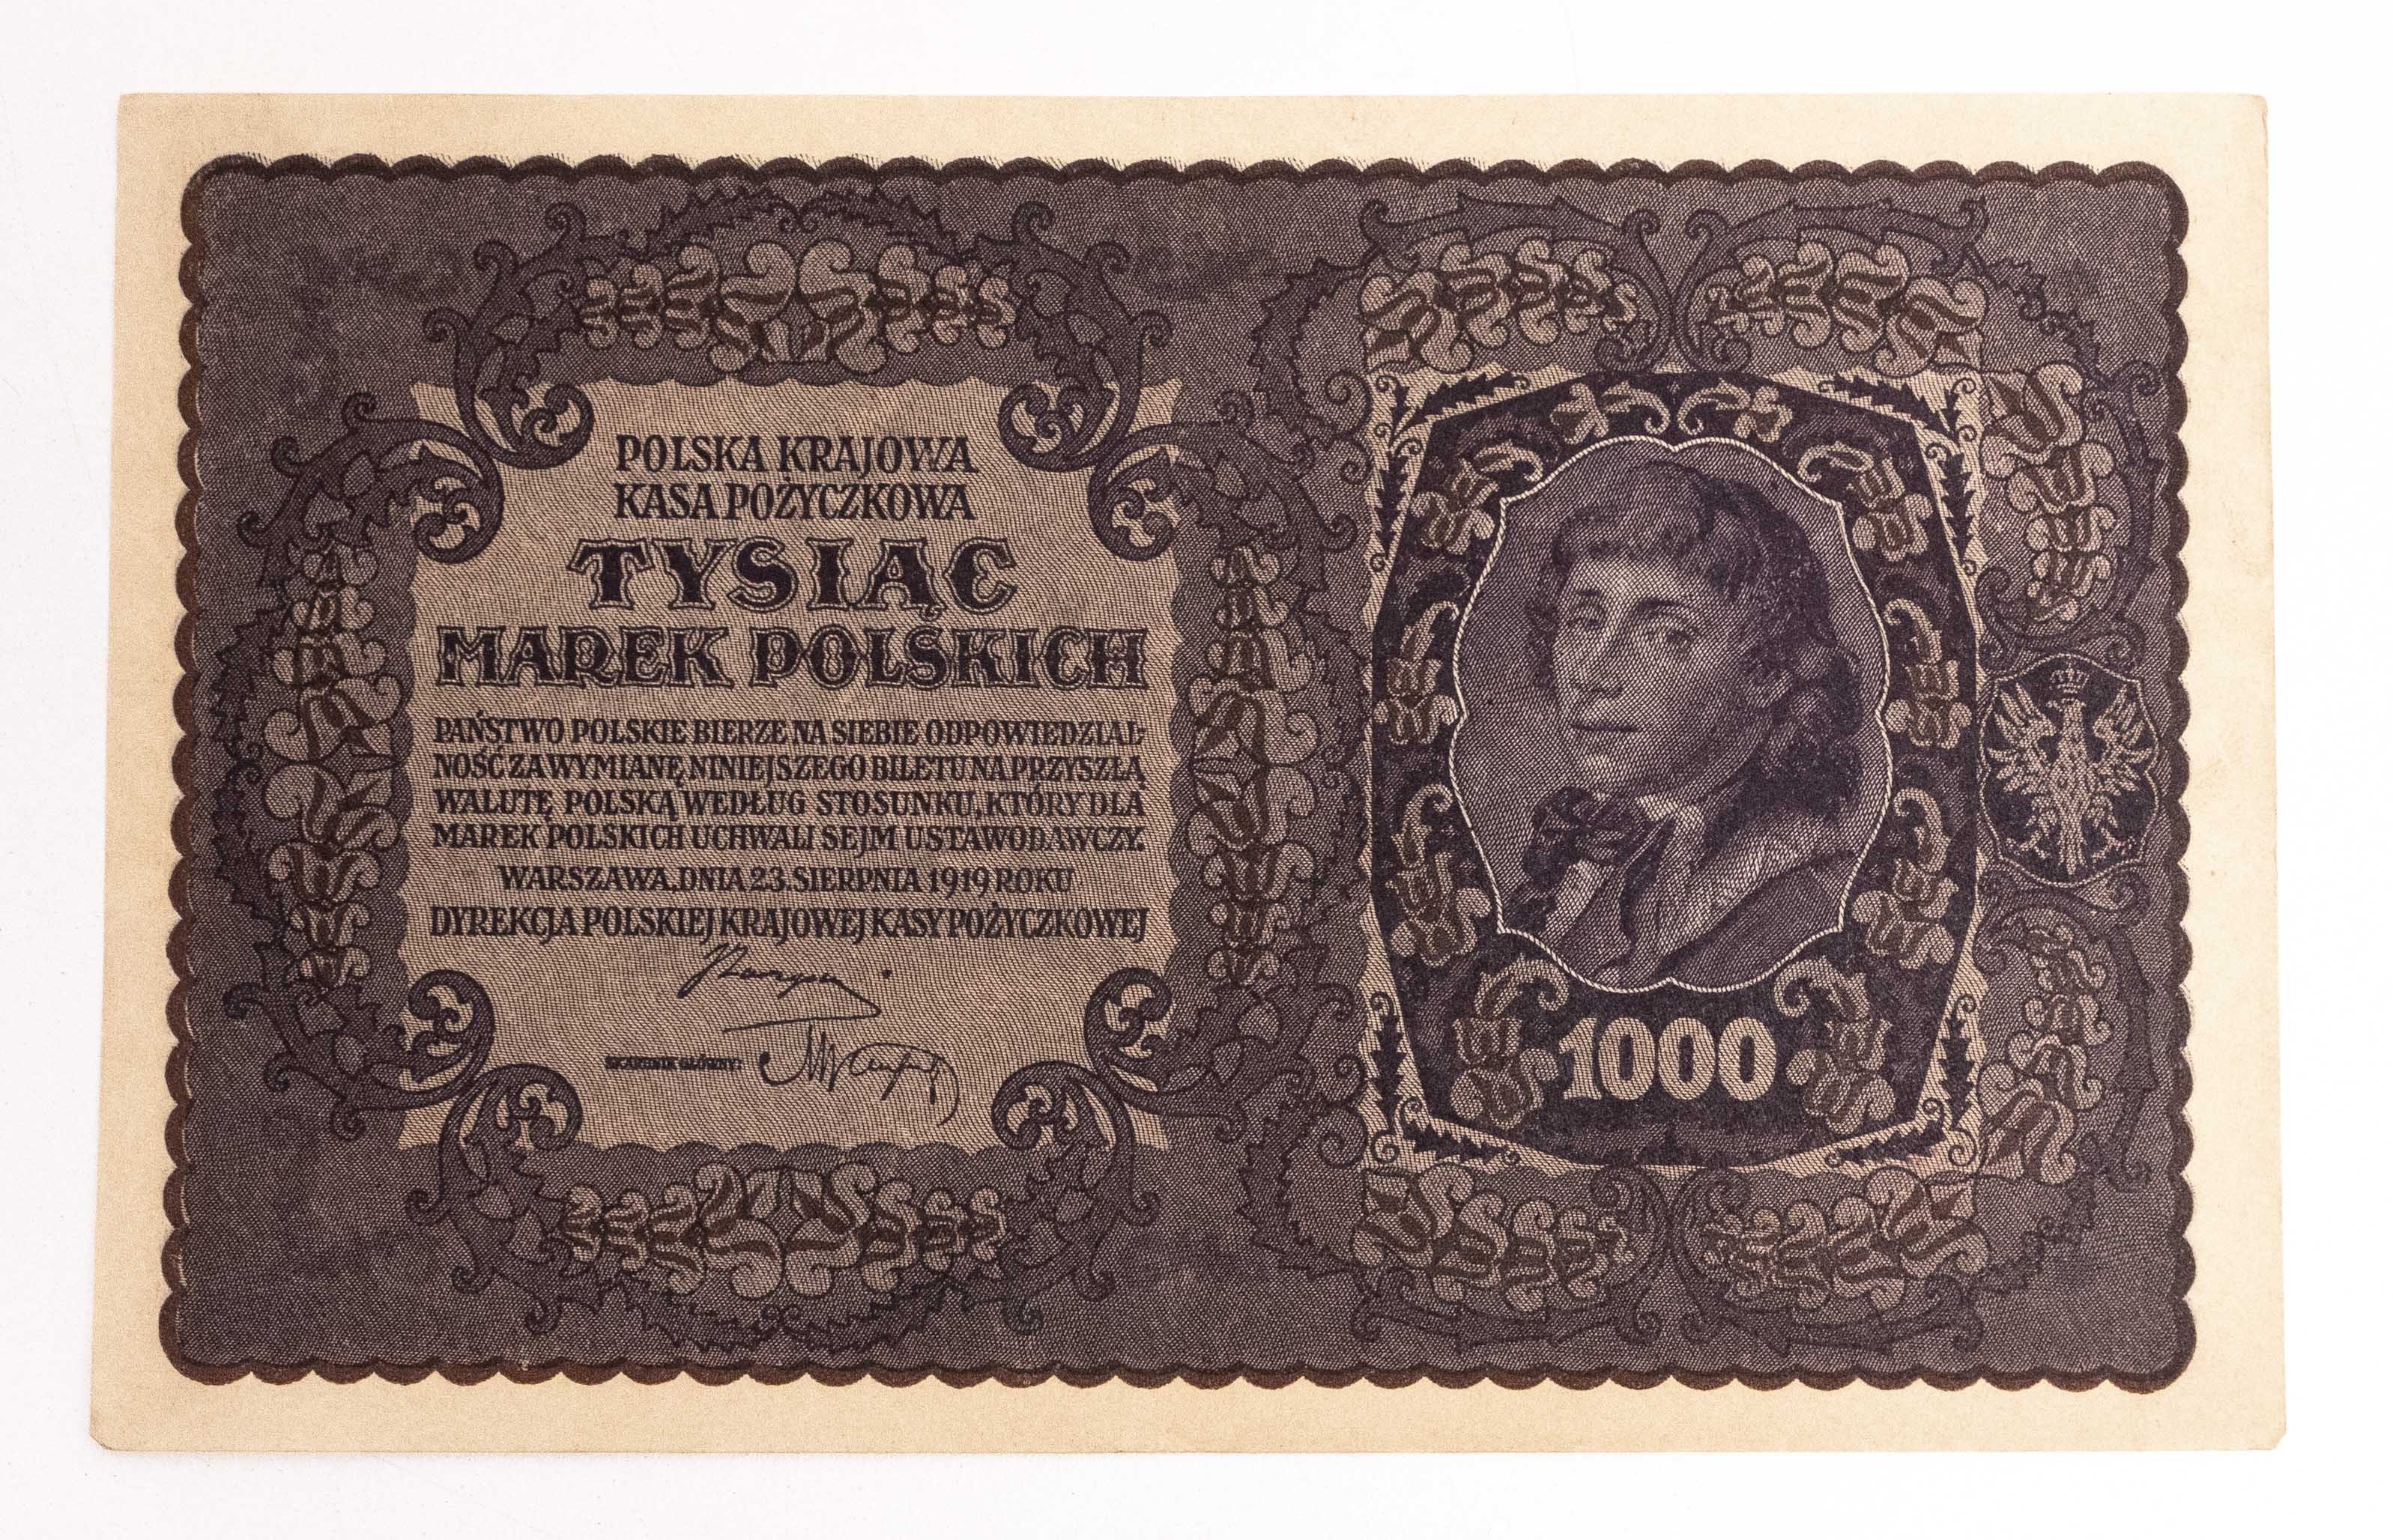 POLSKA KRAJOWA
KASA POŻYCZKOWA
TYSIĄC
MAREK POLSKICH
PAŃSTWO POLSKIE BIERZE NA SIEBIE ODPOWIEDZIAL-
NOŚĆ ZA WYMIANĘ NINIEJSZEGO BILETU NA PRZYSZŁĄ
WALUTĘ POLSKĄ WEDŁUG STOSUNKU, KTÓRY DLA
MAREK POLSKICH UCHWALI SEJM USTAWODAWCZY.
WARSZAWA, DNIA 23. SIERPNIA 1919 ROKU
DYREKCJA POLSKIEJ KRAJOWEJ KASY POŻYCZKOWEJ
SKARBNIK GŁÓWNY:
1000